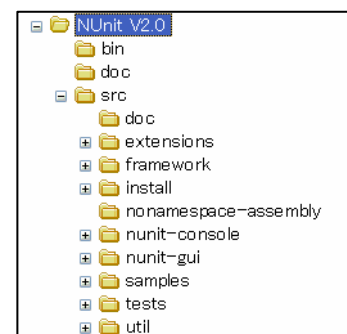 NUnit V2.0
bin
doc
src
doc
extensions
framework
install
nonamespace-assembly
nunit-console
nunit-gui
samples
tests
util